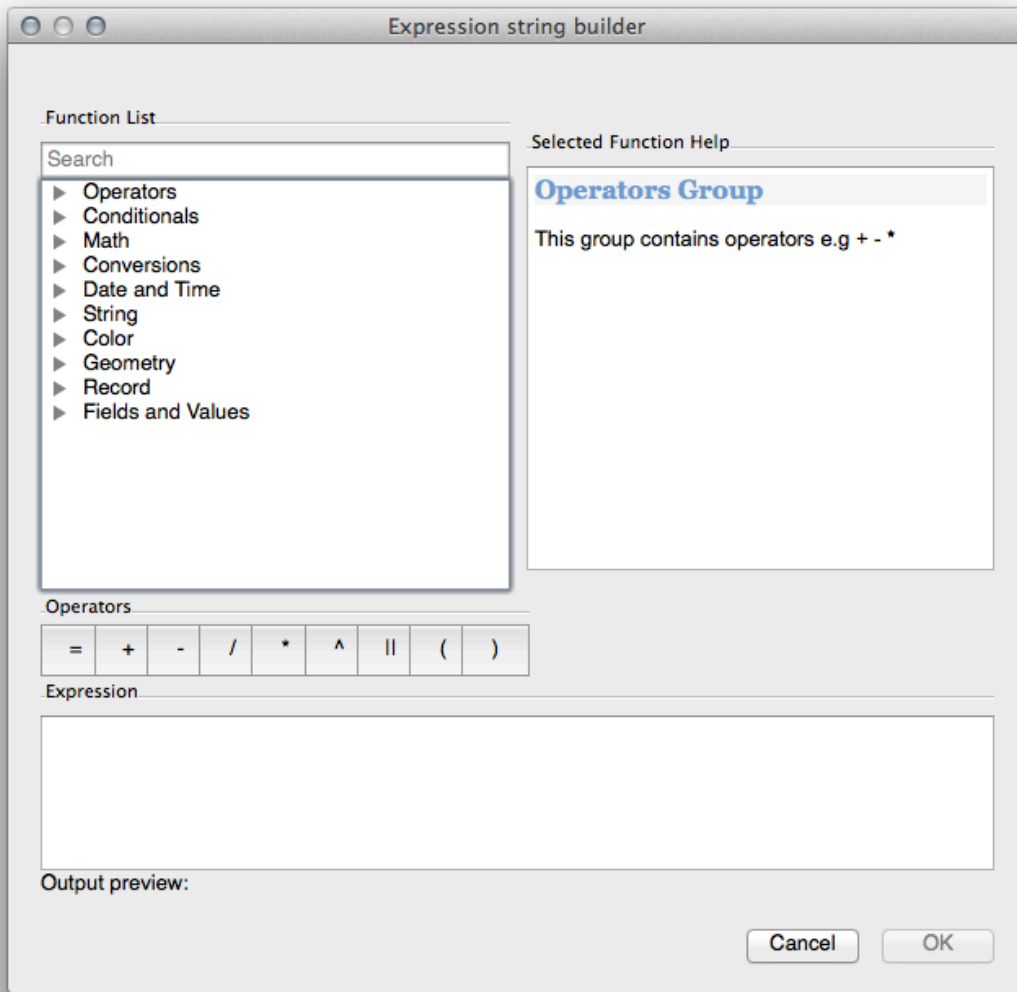 Expression string builder
Function List
Search
Operators
Conditionals
Math
Conversions
Date and Time
String
Color
Geometry
Record
Fields and Values
Selected Function Help
Operators Group
This group contains operators e.g + - *
Operators
= + - / * ^ || ( )
Expression
Output preview:
Cancel OK